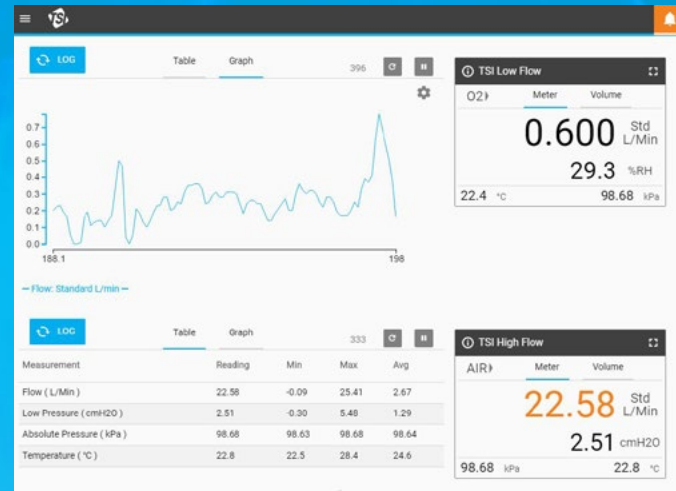 TSI
LOG Table Graph 396
0.7
0.6
0.5
0.4
0.3
0.2
0.1
0.0
188.1 198
Flow: Standard L/min
TSI Low Flow
O2 Meter Volume
0.600 Std L/Min
29.3 %RH
22.4 °C 98.68 kPa
LOG Table Graph 333
Measurement Reading Min Max Avg
Flow ( L/Min ) 22.58 -0.09 25.41 2.67
Low Pressure ( cmH2O ) 2.51 -0.30 5.48 1.29
Absolute Pressure ( kPa ) 98.68 98.63 98.68 98.64
Temperature ( °C ) 22.8 22.5 28.4 24.6
TSI High Flow
AIR Meter Volume
22.58 Std L/Min
2.51 cmH2O
98.68 kPa 22.8 °C